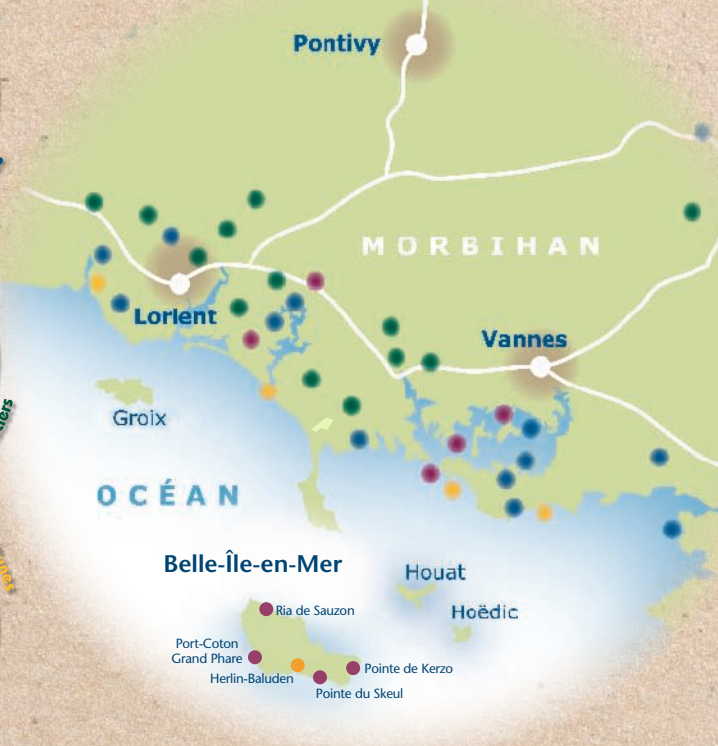 Pontivy
MORBIHAN
Lorient
Vannes
Groix
OCÉAN
Belle-Île-en-Mer
Houat
Hoëdic
Ria de Sauzon
Port-Coton
Grand Phare
Herlin-Baluden
Pointe de Kerzo
Pointe du Skeul